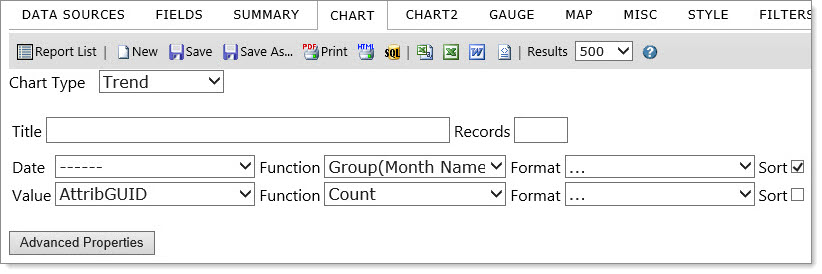 DATA SOURCES FIELDS SUMMARY CHART CHART2 GAUGE MAP MISC STYLE FILTERS
Report List | New Save Save As... PDF Print HTML SQL | Results 500 ?
Chart Type Trend
Title Records
Date ------ Function Group(Month Name Format ... Sort
Value AttribGUID Function Count Format ... Sort
Advanced Properties